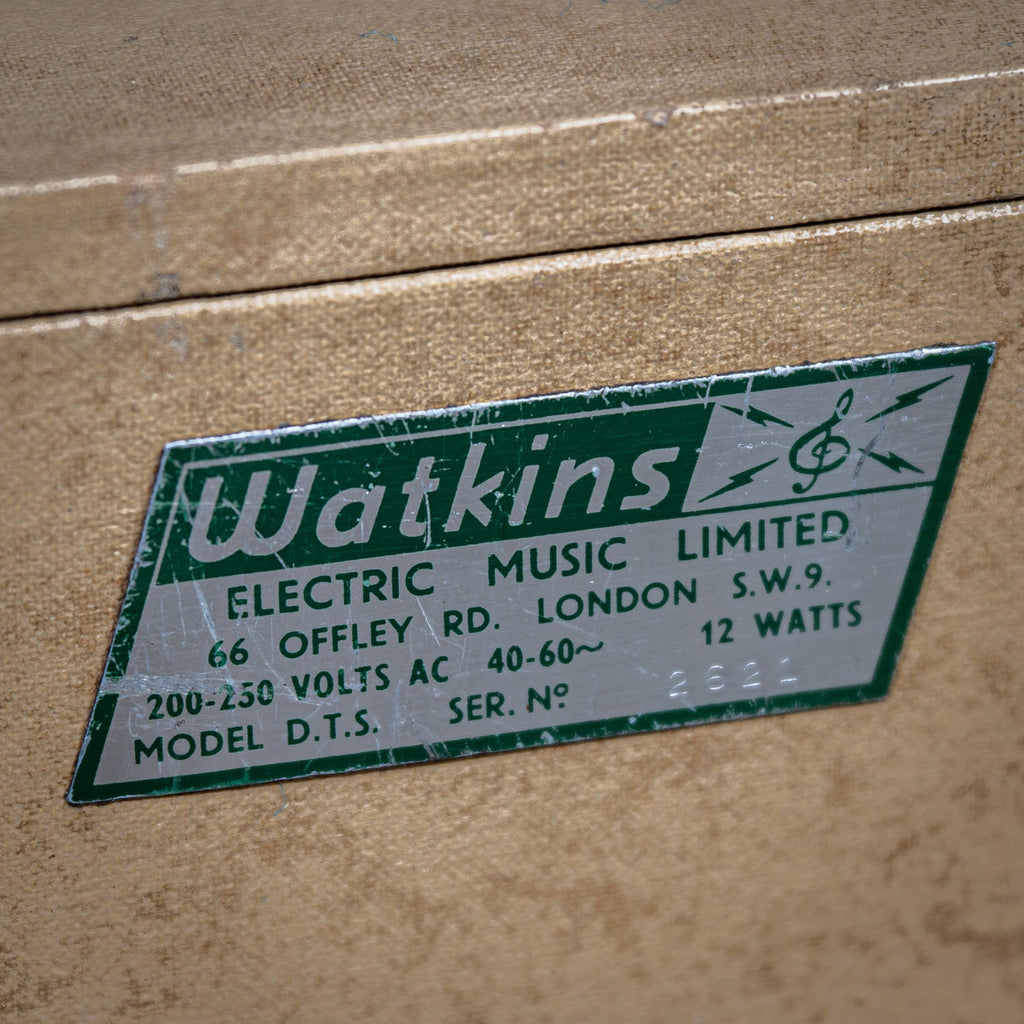 Watkins
ELECTRIC MUSIC LIMITED
66 OFFLEY RD. LONDON S.W.9.
200-250 VOLTS AC 40-60~ 12 WATTS
MODEL D.T.S. SER. Nº 2621